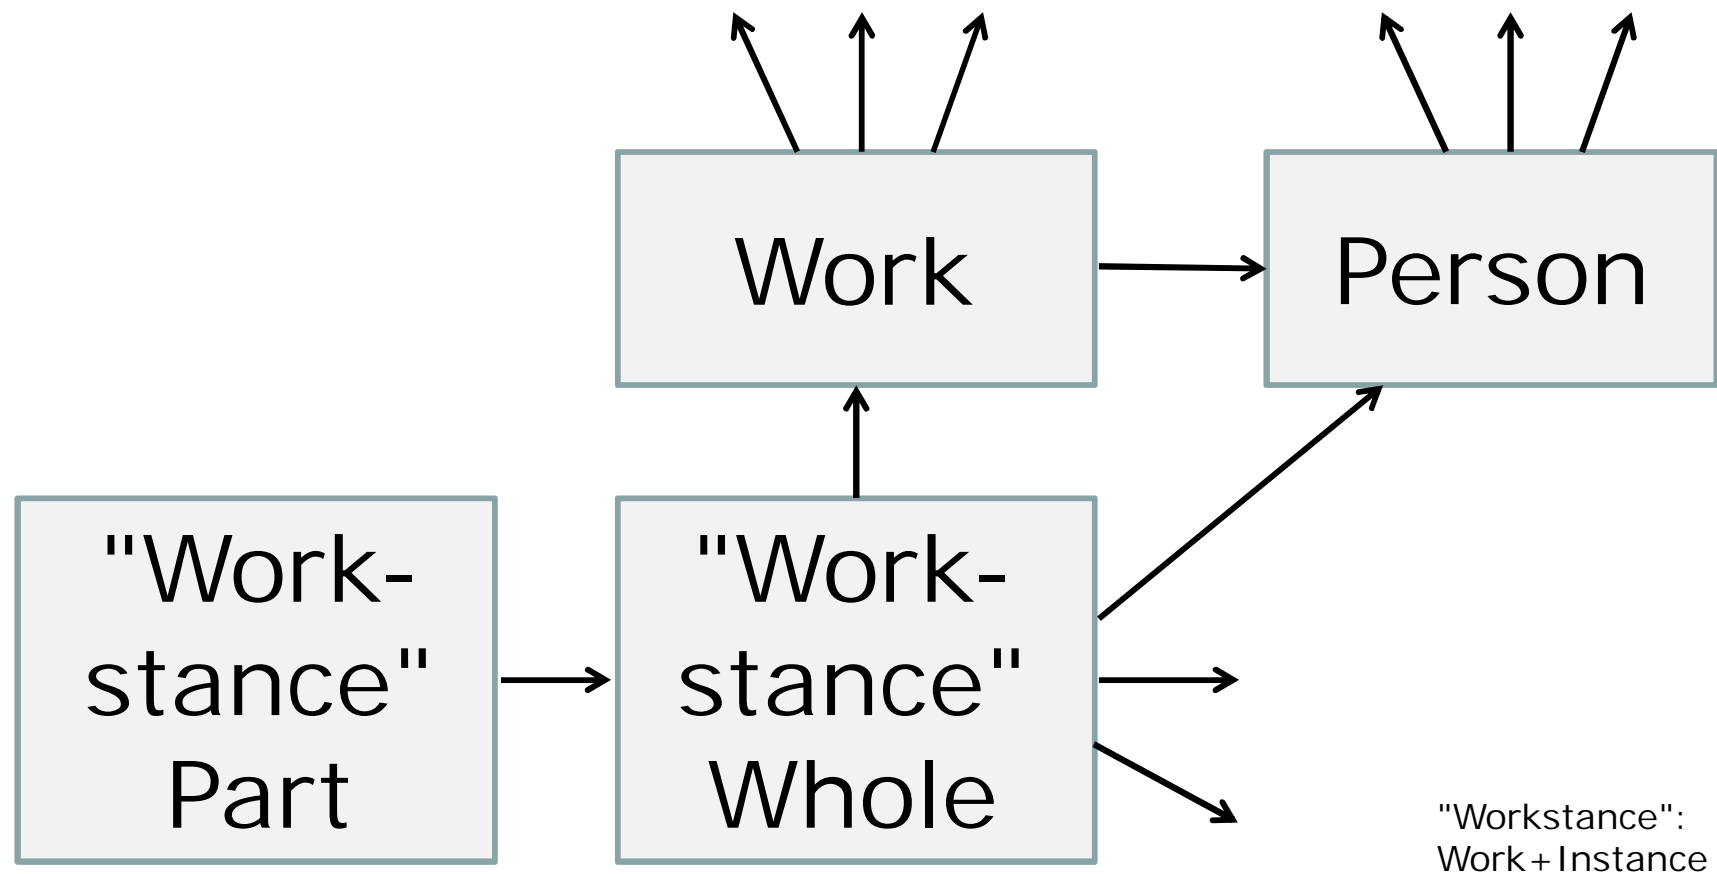 Work
Person
"Work-
stance"
Part
"Work-
stance"
Whole
"Workstance":
Work+Instance